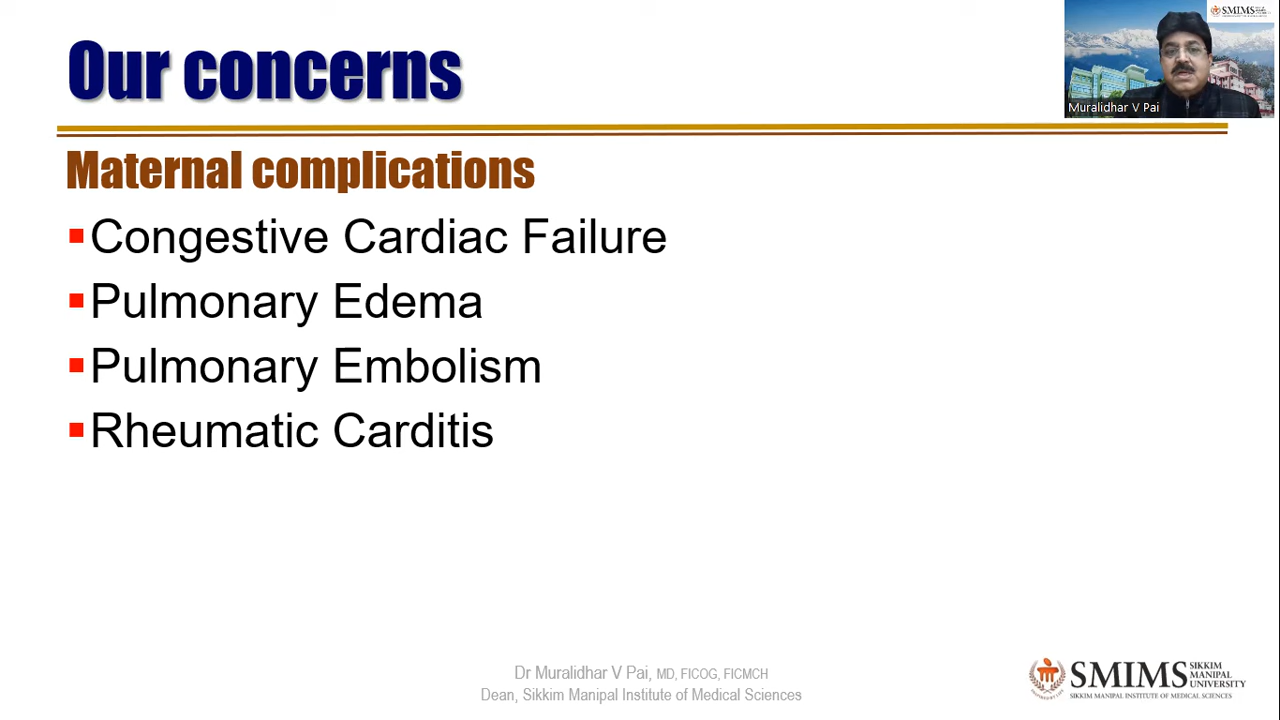 Our concerns
SMIMS
Muralidhar V Pai
Maternal complications
Congestive Cardiac Failure
Pulmonary Edema
Pulmonary Embolism
Rheumatic Carditis
Dr Muralidhar V Pai, MD, FICOG, FICMCH
Dean, Sikkim Manipal Institute of Medical Sciences
SMIMS SIKKIM
MANIPAL
UNIVERSITY
SIKKIM MANIPAL INSTITUTE OF MEDICAL SCIENCES